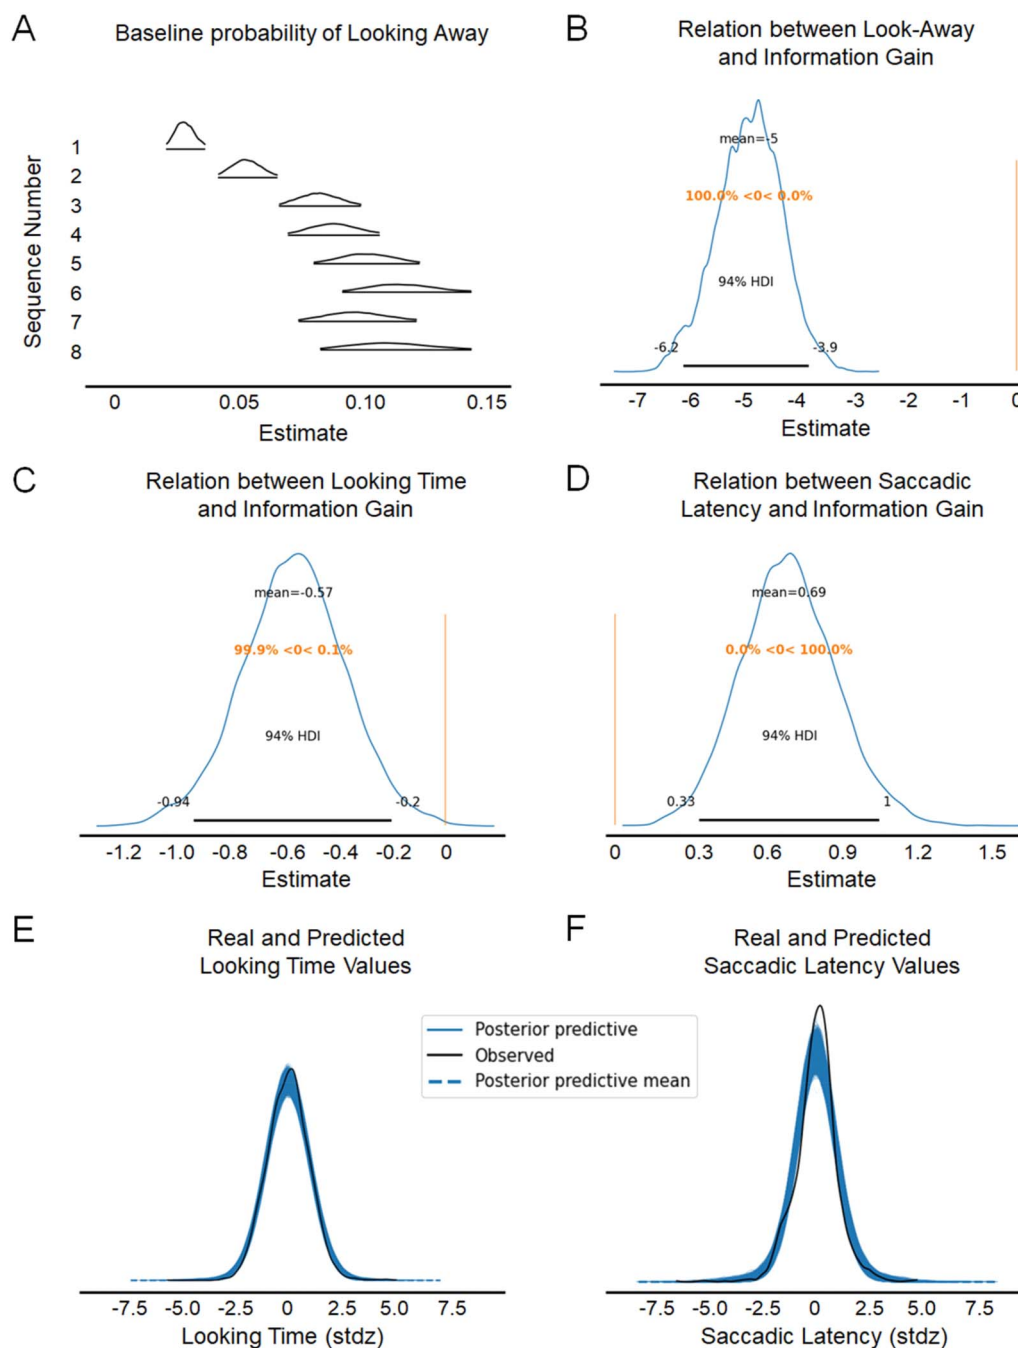 A
Baseline probability of Looking Away
Sequence Number
1
2
3
4
5
6
7
8
0 0.05 0.10 0.15
Estimate
B
Relation between Look-Away
and Information Gain
mean=-5
100.0% <0< 0.0%
94% HDI
-6.2 -3.9
-7 -6 -5 -4 -3 -2 -1 0
Estimate
C
Relation between Looking Time
and Information Gain
mean=-0.57
99.9% <0< 0.1%
94% HDI
-0.94 -0.2
-1.2 -1.0 -0.8 -0.6 -0.4 -0.2 0
Estimate
D
Relation between Saccadic
Latency and Information Gain
mean=0.69
0.0% <0< 100.0%
94% HDI
0.33 1
0 0.3 0.6 0.9 1.2 1.5
Estimate
E
Real and Predicted
Looking Time Values
Posterior predictive
Observed
Posterior predictive mean
-7.5 -5.0 -2.5 0 2.5 5.0 7.5
Looking Time (stdz)
F
Real and Predicted
Saccadic Latency Values
-7.5 -5.0 -2.5 0 2.5 5.0 7.5
Saccadic Latency (stdz)